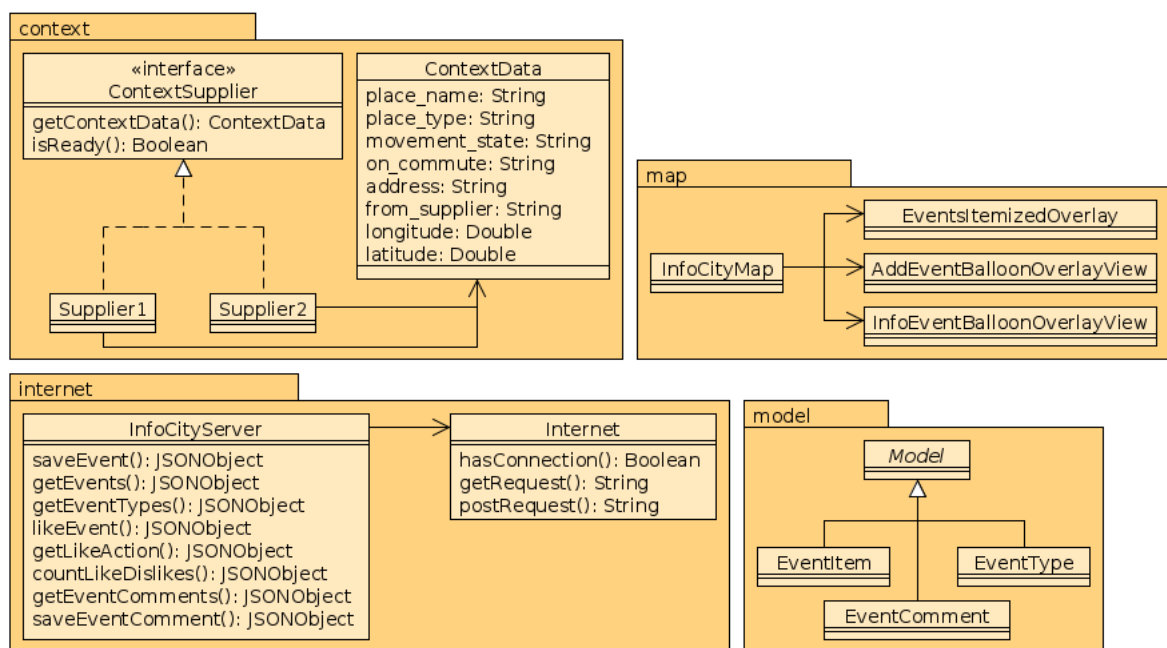 context
«interface»
ContextSupplier
getContextData(): ContextData
isReady(): Boolean
Supplier1
Supplier2
ContextData
place_name: String
place_type: String
movement_state: String
on_commute: String
address: String
from_supplier: String
longitude: Double
latitude: Double
map
InfoCityMap
EventsItemizedOverlay
AddEventBalloonOverlayView
InfoEventBalloonOverlayView
internet
InfoCityServer
saveEvent(): JSONObject
getEvents(): JSONObject
getEventTypes(): JSONObject
likeEvent(): JSONObject
getLikeAction(): JSONObject
countLikeDislikes(): JSONObject
getEventComments(): JSONObject
saveEventComment(): JSONObject
Internet
hasConnection(): Boolean
getRequest(): String
postRequest(): String
model
Model
EventItem
EventType
EventComment